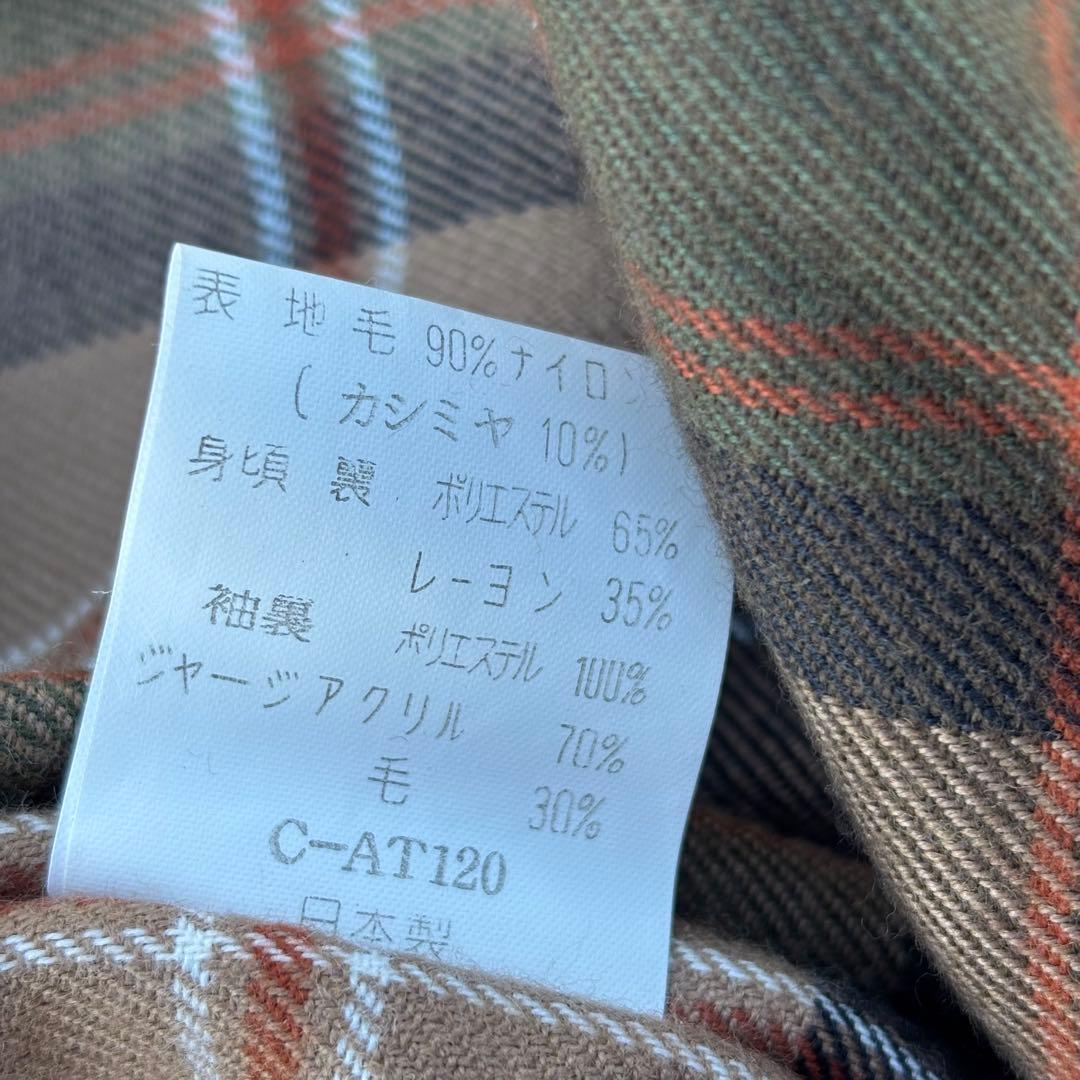 表 地 毛 90% ナイロン
( カシミヤ 10%)
身頃 裏 ポリエステル 65%
レーヨン 35%
袖裏 ポリエステル 100%
ジャージアクリル 70%
毛 30%
C-AT120
日本製